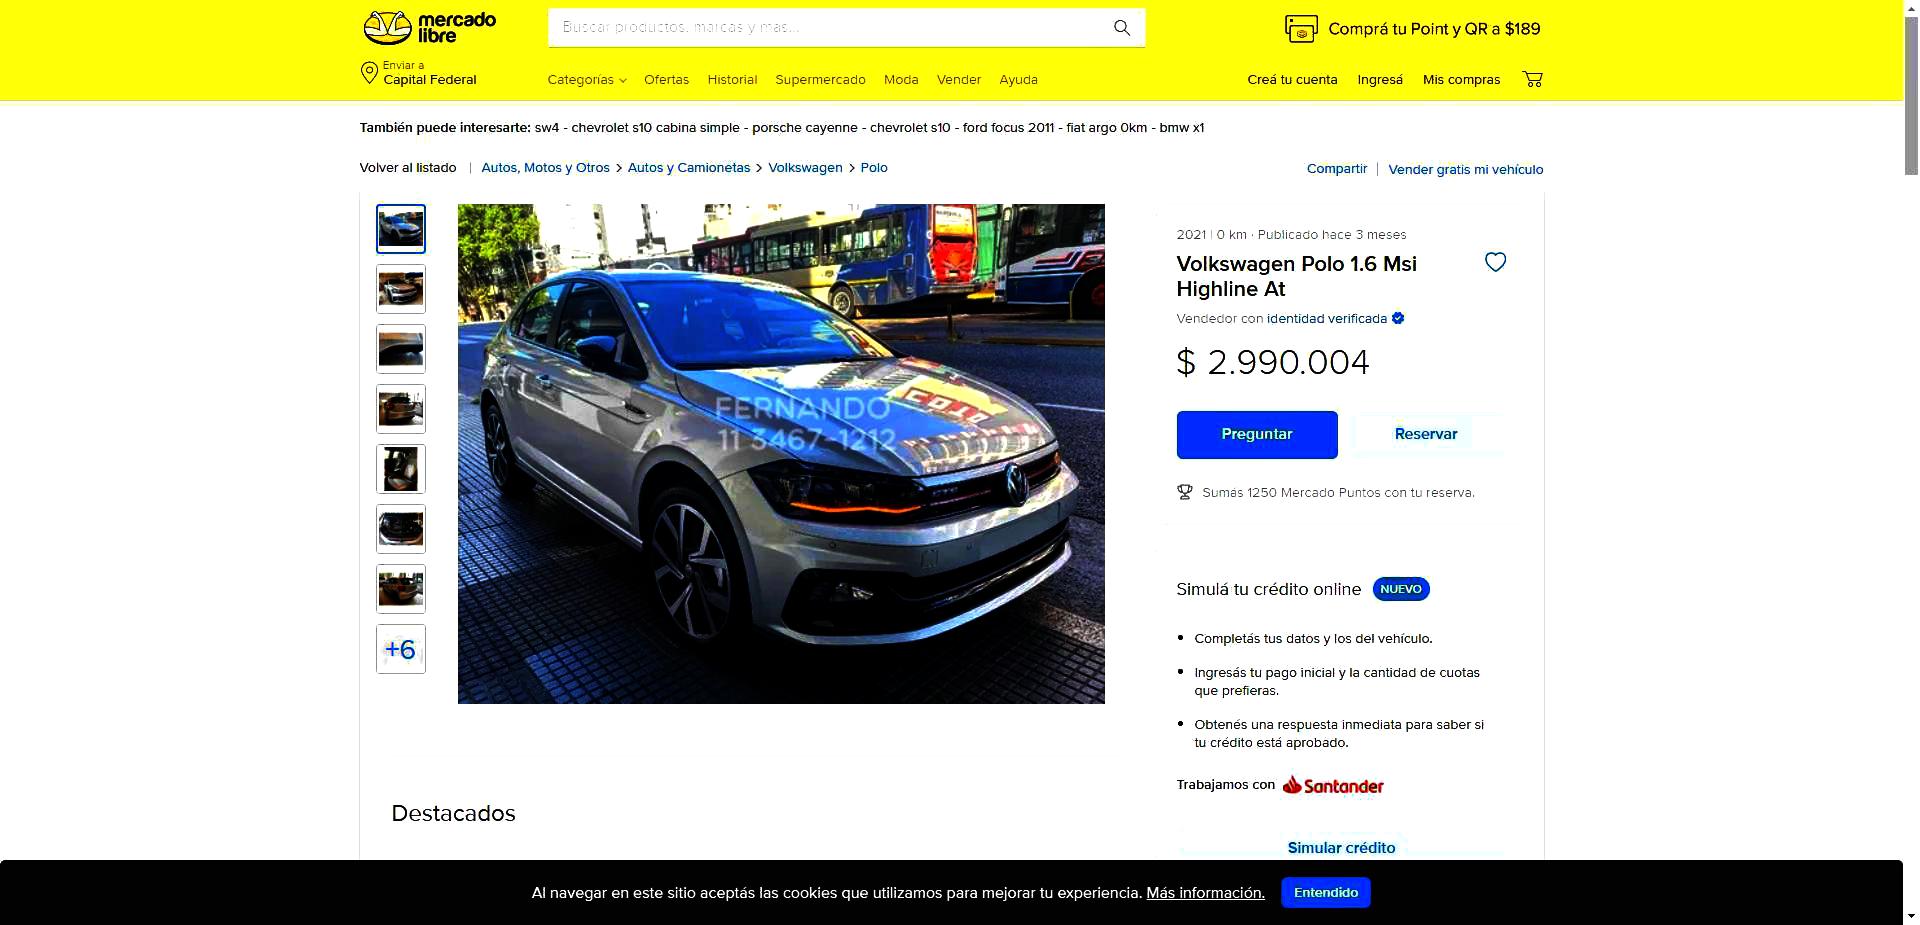 mercado
libre
Buscar productos, marcas y más...
Comprá tu Point y QR a $189
Enviar a
Capital Federal
Categorías Ofertas Historial Supermercado Moda Vender Ayuda
Creá tu cuenta Ingresá Mis compras
También puede interesarte: sw4 - chevrolet s10 cabina simple - porsche cayenne - chevrolet s10 - ford focus 2011 - fiat argo 0km - bmw x1
Volver al listado | Autos, Motos y Otros > Autos y Camionetas > Volkswagen > Polo
Compartir | Vender gratis mi vehículo
+6
FERNANDO
11 3467-1212
COTO
2021 | 0 km · Publicado hace 3 meses
Volkswagen Polo 1.6 Msi
Highline At
Vendedor con identidad verificada
$ 2.990.004
Preguntar
Reservar
Sumas 1250 Mercado Puntos con tu reserva.
Simulá tu crédito online NUEVO
• Completás tus datos y los del vehículo.
• Ingresás tu pago inicial y la cantidad de cuotas
que prefieras.
• Obtenés una respuesta inmediata para saber si
tu crédito está aprobado.
Trabajamos con Santander
Simular crédito
Destacados
Al navegar en este sitio aceptás las cookies que utilizamos para mejorar tu experiencia. Más información.
Entendido